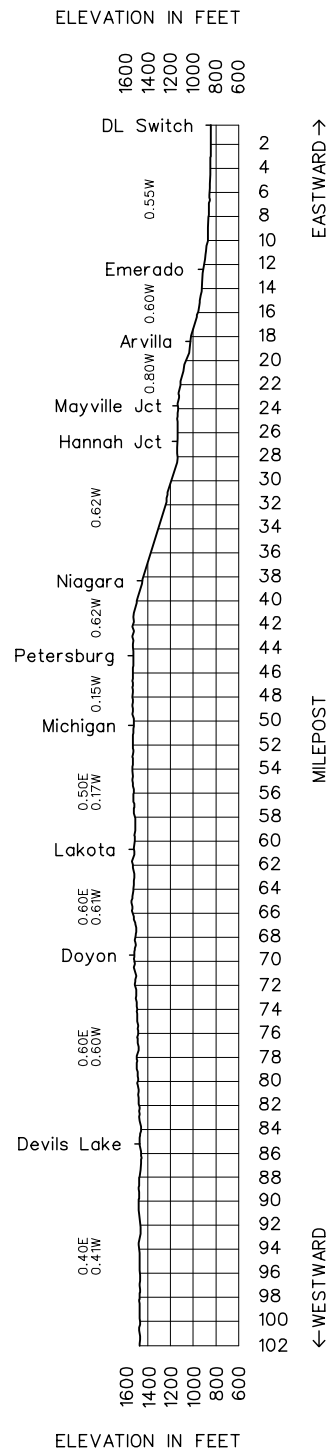 ELEVATION IN FEET
1600 1400 1200 1000 800 600
EASTWARD →
DL Switch
2
4
0.55W
6
8
10
Emerado
12
0.60W
14
16
Arvilla
18
0.80W
20
22
Mayville Jct
24
Hannah Jct
26
28
30
0.62W
32
34
36
Niagara
38
40
0.62W
42
Petersburg
44
46
0.15W
48
Michigan
50
MILEPOST
52
54
0.50E
0.17W
56
58
Lakota
60
62
0.60E
0.61W
64
66
68
Doyon
70
72
74
0.60E
0.60W
76
78
80
82
Devils Lake
84
86
88
90
92
0.40E
0.41W
94
96
98
100
102
←WESTWARD
1600 1400 1200 1000 800 600
ELEVATION IN FEET